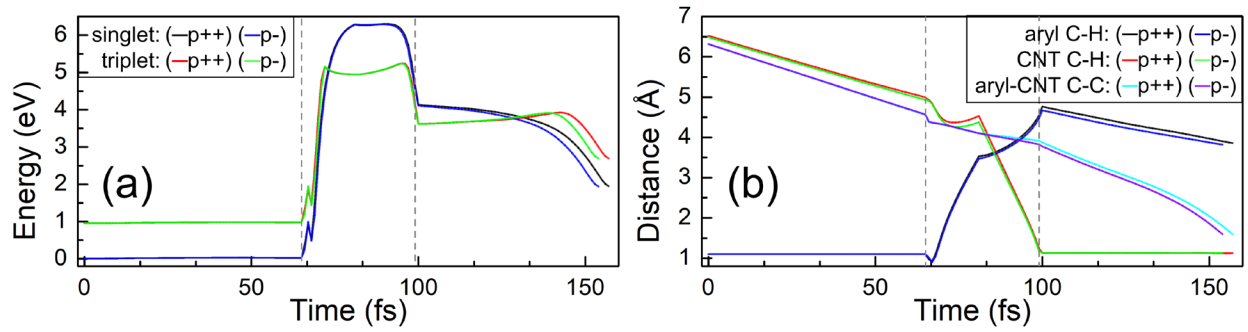 singlet: (–p++) (–p-)
triplet: (–p++) (–p-)
(a)
Energy (eV)
6
5
4
3
2
1
0
0
50
100
150
Time (fs)
aryl C-H: (–p++) (–p-)
CNT C-H: (–p++) (–p-)
aryl-CNT C-C: (–p++) (–p-)
(b)
Distance (Å)
7
6
5
4
3
2
1
0
50
100
150
Time (fs)